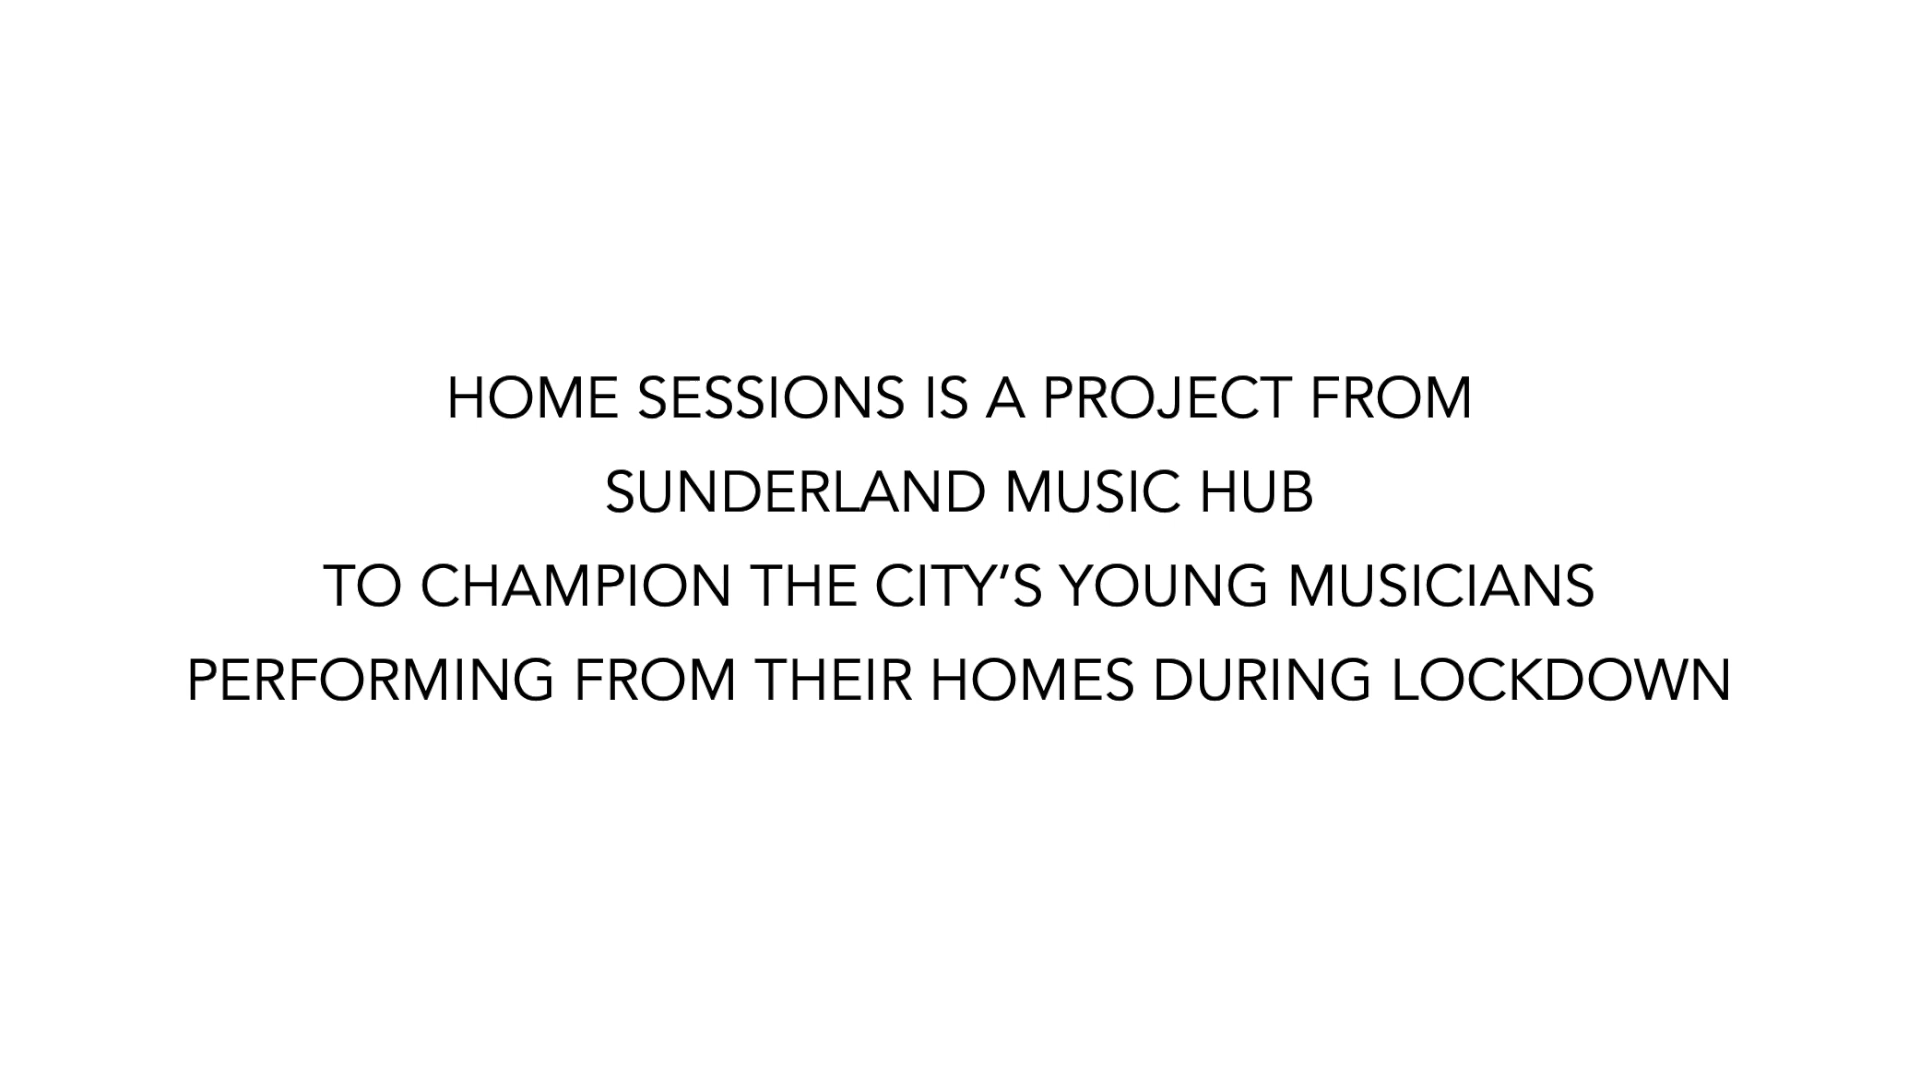 HOME SESSIONS IS A PROJECT FROM
SUNDERLAND MUSIC HUB
TO CHAMPION THE CITY’S YOUNG MUSICIANS
PERFORMING FROM THEIR HOMES DURING LOCKDOWN